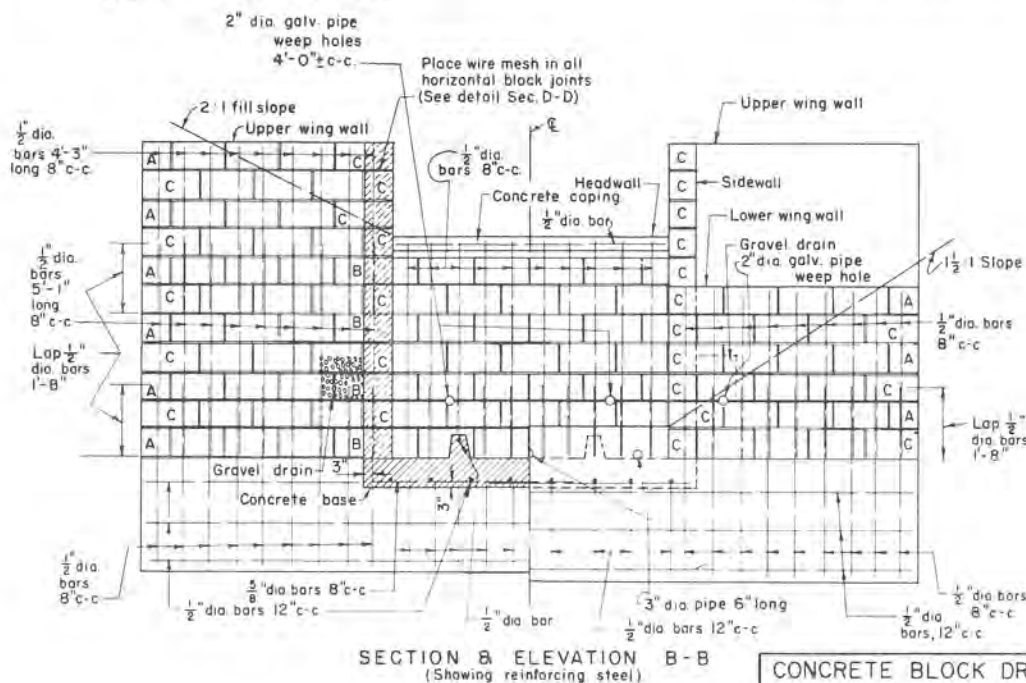 2" dia. galv. pipe
weep holes
4'-0"± c-c.
Place wire mesh in all
horizontal block joints
(See detail Sec. D-D)
2:1 fill slope
Upper wing wall
1/2" dia.
bars 4'-3"
long 8"c-c.
1/2" dia.
bars 8"c-c.
℄
Headwall
Concrete coping
1/2" dia. bar
Upper wing wall
Sidewall
Lower wing wall
Gravel drain
2" dia. galv. pipe
weep hole
1 1/2:1 Slope
1/2" dia.
bars
5'-1"
long
8"c-c
Lap 1/2"
dia. bars
1'-8"
1/2" dia.
bars
8"c-c
Lap 1/2"
dia. bars
1'-8"
A C C
C C
A C C
C C
A B C
C C C
A B C A
C C C
A C C A
A B C C
C C A
A B C C
Gravel drain
3"
Concrete base
3"
1/2" dia.
bars
8"c-c
5/8" dia bars 8"c-c
1/2" dia. bars 12"c-c
1/2" dia bar
3" dia. pipe 6" long
1/2" dia. bars 12"c-c
1/2" dia. bars
8"c-c
1/2" dia
bars, 12"c-c
SECTION & ELEVATION B-B
(Showing reinforcing steel)
CONCRETE BLOCK DR